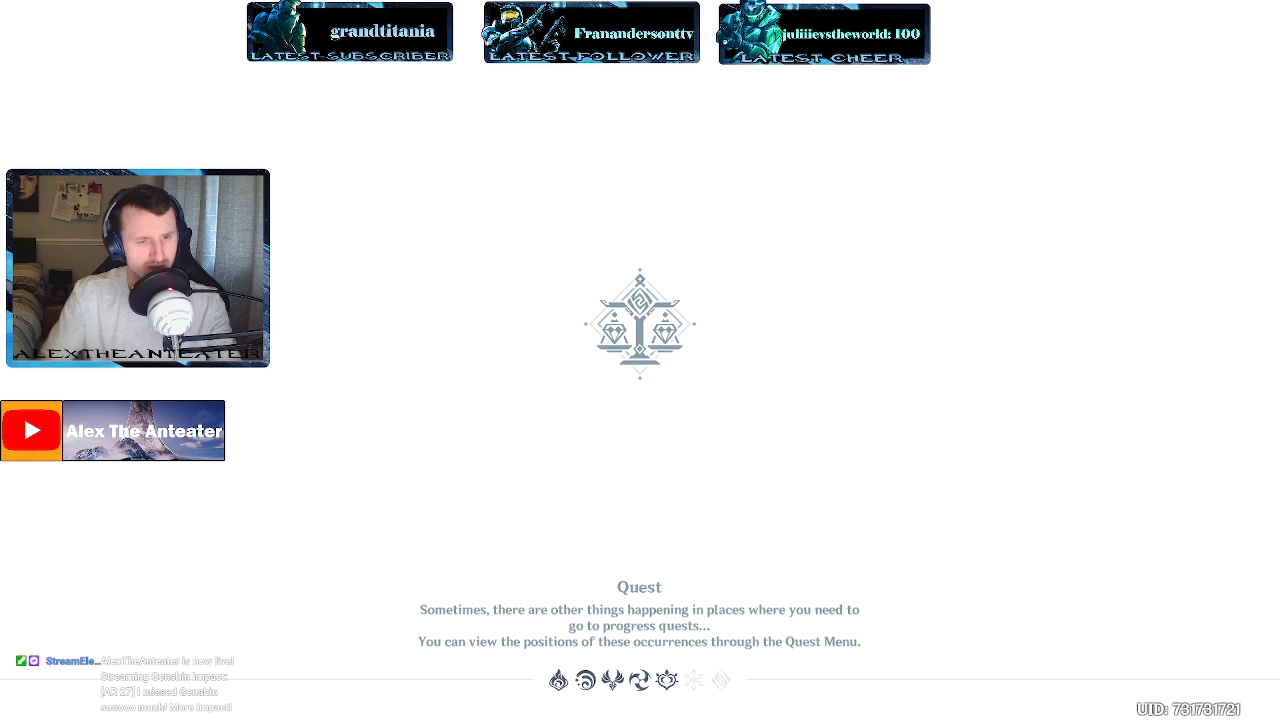 grandtitania
LATEST SUBSCRIBER
Franandersonttv
LATEST FOLLOWER
juliiievstheworld: 100
LATEST CHEER
ALEXTHEANTEATER
Alex The Anteater
Quest
Sometimes, there are other things happening in places where you need to
go to progress quests...
You can view the positions of these occurrences through the Quest Menu.
StreamEle... AlexTheAnteater is now live!
Streaming Genshin Impact:
[AR 27] I missed Genshin
sooooo much! More Impact!
UID: 731731721